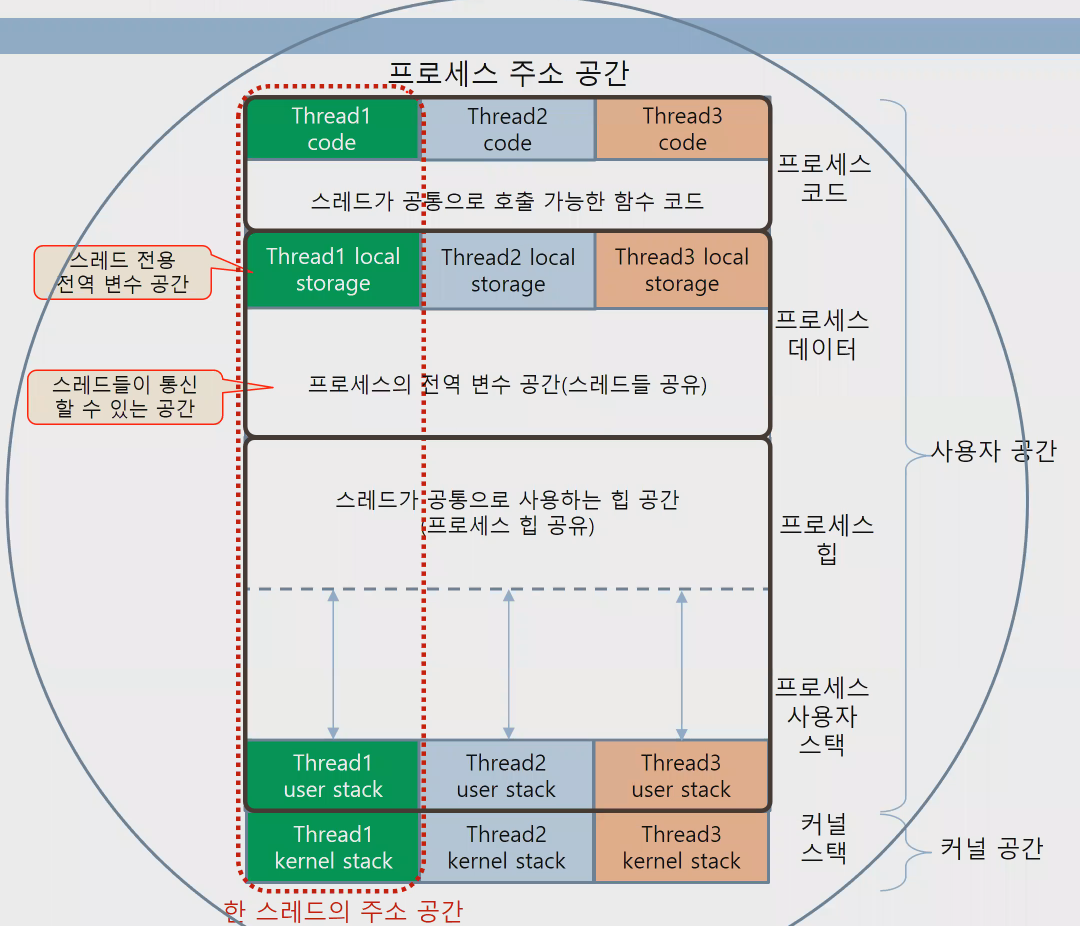 프로세스 주소 공간
Thread1
code
Thread2
code
Thread3
code
프로세스
코드
스레드가 공통으로 호출 가능한 함수 코드
스레드 전용
전역 변수 공간
Thread1 local
storage
Thread2 local
storage
Thread3 local
storage
프로세스
데이터
스레드들이 통신
할 수 있는 공간
프로세스의 전역 변수 공간(스레드들 공유)
사용자 공간
스레드가 공통으로 사용하는 힙 공간
(프로세스 힙 공유)
프로세스
힙
프로세스
사용자
스택
Thread1
user stack
Thread2
user stack
Thread3
user stack
Thread1
kernel stack
Thread2
kernel stack
Thread3
kernel stack
커널
스택
커널 공간
한 스레드의 주소 공간